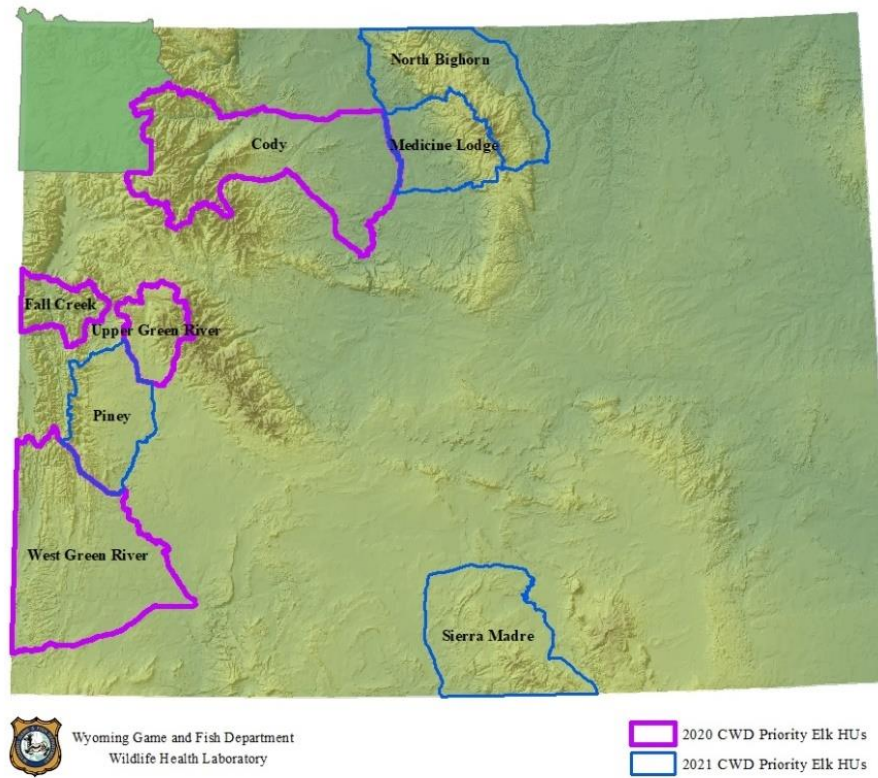 North Bighorn
Cody
Medicine Lodge
Fall Creek
Upper Green River
Piney
West Green River
Sierra Madre
Wyoming Game and Fish Department
Wildlife Health Laboratory
2020 CWD Priority Elk HUs
2021 CWD Priority Elk HUs